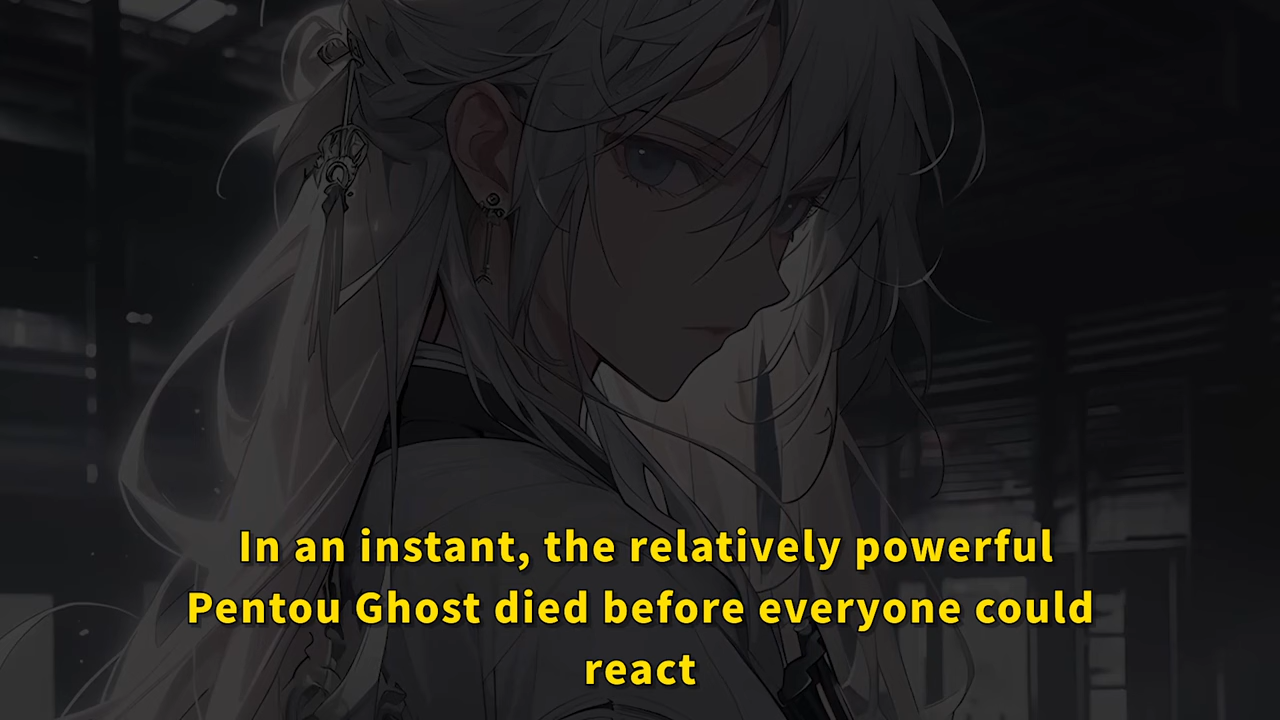 In an instant, the relatively powerful
Pentou Ghost died before everyone could
react